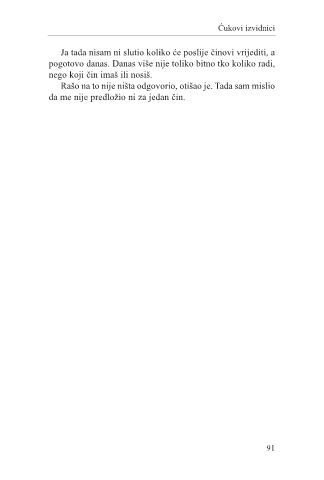 Ćukovi izvidnici
Ja tada nisam ni slutio koliko će poslije činovi vrijediti, a
pogotovo danas. Danas više nije toliko bitno tko koliko radi,
nego koji čin imaš ili nosiš.
Rašo na to nije ništa odgovorio, otišao je. Tada sam mislio
da me nije predložio ni za jedan čin.
91